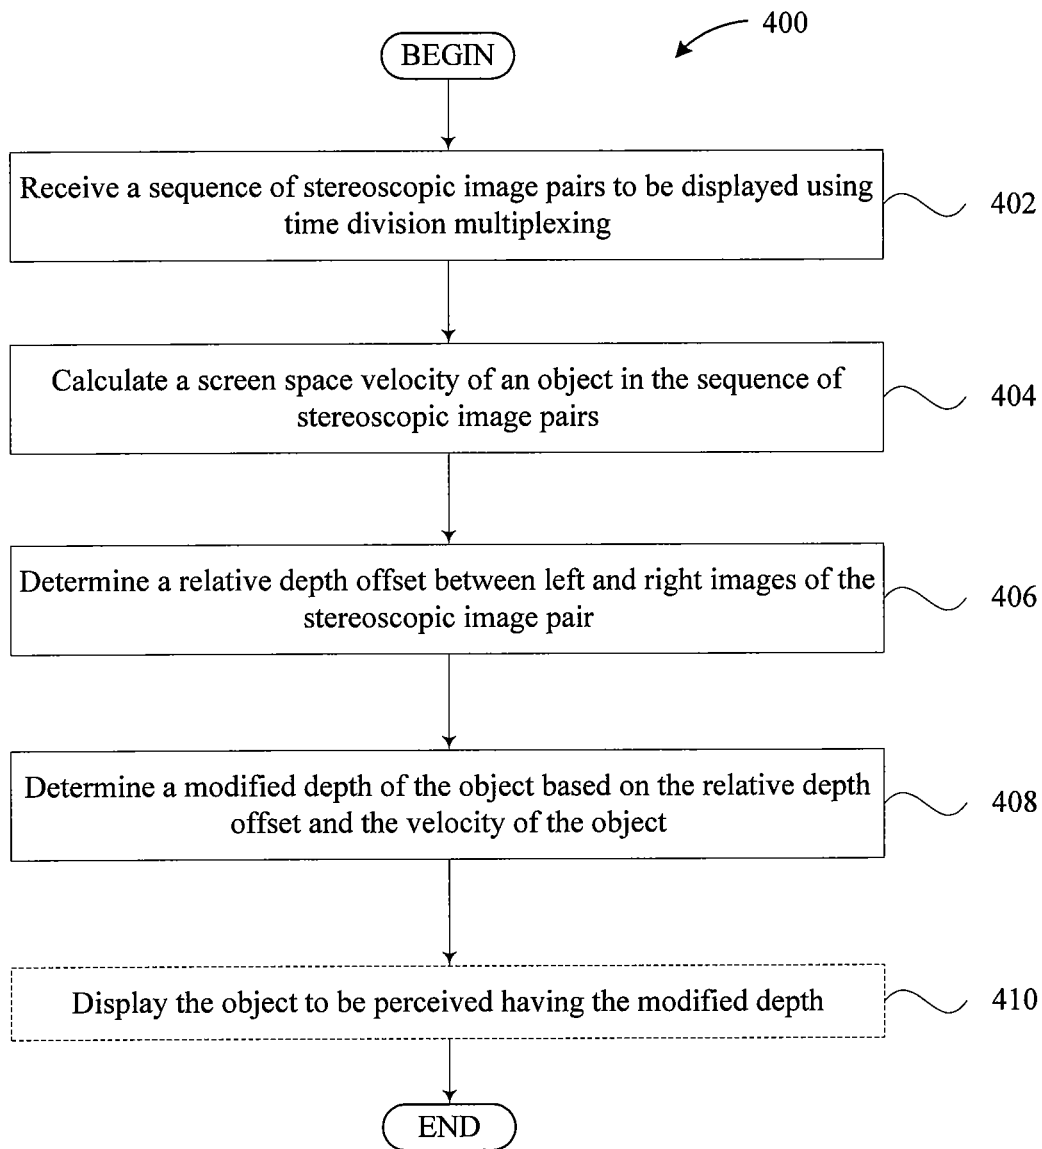 400
BEGIN
Receive a sequence of stereoscopic image pairs to be displayed using
time division multiplexing
402
Calculate a screen space velocity of an object in the sequence of
stereoscopic image pairs
404
Determine a relative depth offset between left and right images of the
stereoscopic image pair
406
Determine a modified depth of the object based on the relative depth
offset and the velocity of the object
408
Display the object to be perceived having the modified depth
410
END